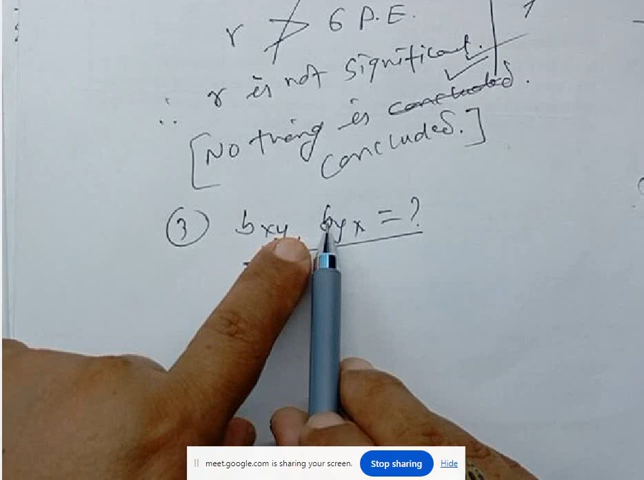 r ≯ 6 P.E.
∴ r is not significant.
[No thing is concluded.
concluded.]
③ bxy. byx = ?
meet.google.com is sharing your screen. Stop sharing Hide